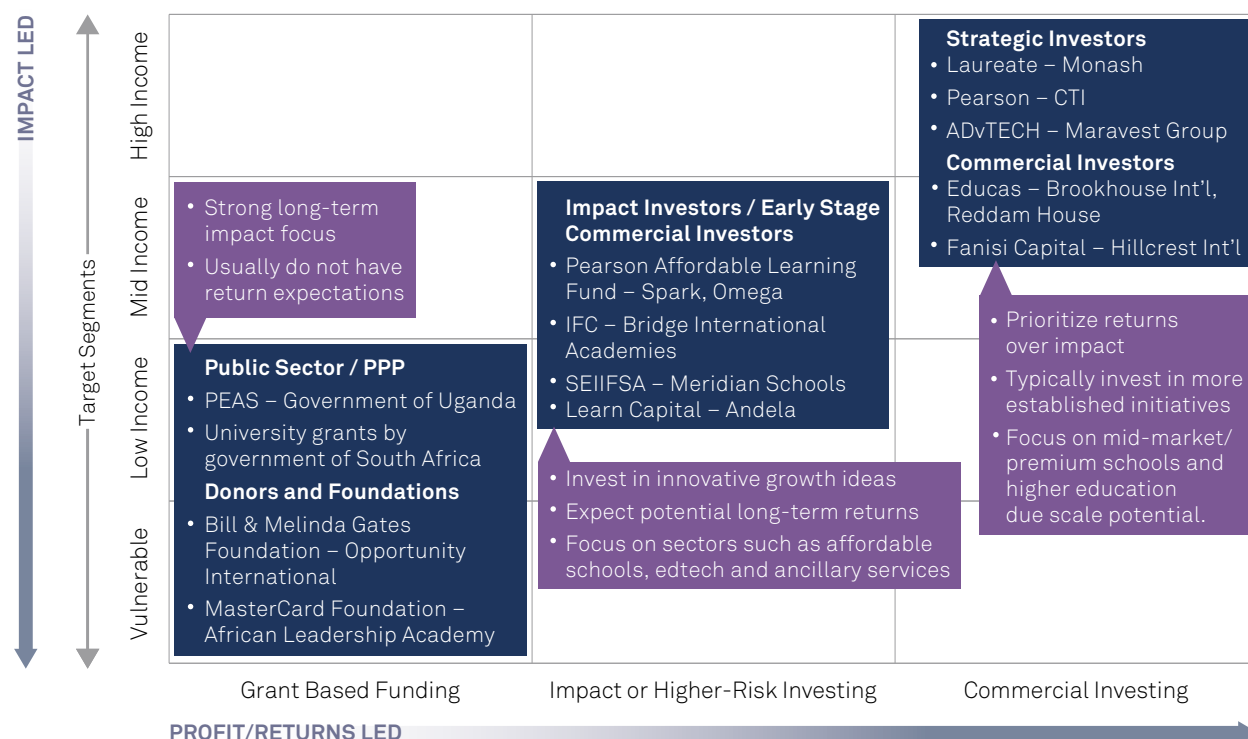 IMPACT LED
Target Segments
High Income
Mid Income
Low Income
Vulnerable
• Strong long-term
impact focus
• Usually do not have
return expectations
Public Sector / PPP
• PEAS – Government of Uganda
• University grants by
government of South Africa
Donors and Foundations
• Bill & Melinda Gates
Foundation – Opportunity
International
• MasterCard Foundation –
African Leadership Academy
Impact Investors / Early Stage
Commercial Investors
• Pearson Affordable Learning
Fund – Spark, Omega
• IFC – Bridge International
Academies
• SEIIFSA – Meridian Schools
• Learn Capital – Andela
• Invest in innovative growth ideas
• Expect potential long-term returns
• Focus on sectors such as affordable
schools, edtech and ancillary services
Strategic Investors
• Laureate – Monash
• Pearson – CTI
• ADvTECH – Maravest Group
Commercial Investors
• Educas – Brookhouse Int’l,
Reddam House
• Fanisi Capital – Hillcrest Int’l
• Prioritize returns
over impact
• Typically invest in more
established initiatives
• Focus on mid-market/
premium schools and
higher education
due scale potential.
Grant Based Funding
Impact or Higher-Risk Investing
Commercial Investing
PROFIT/RETURNS LED